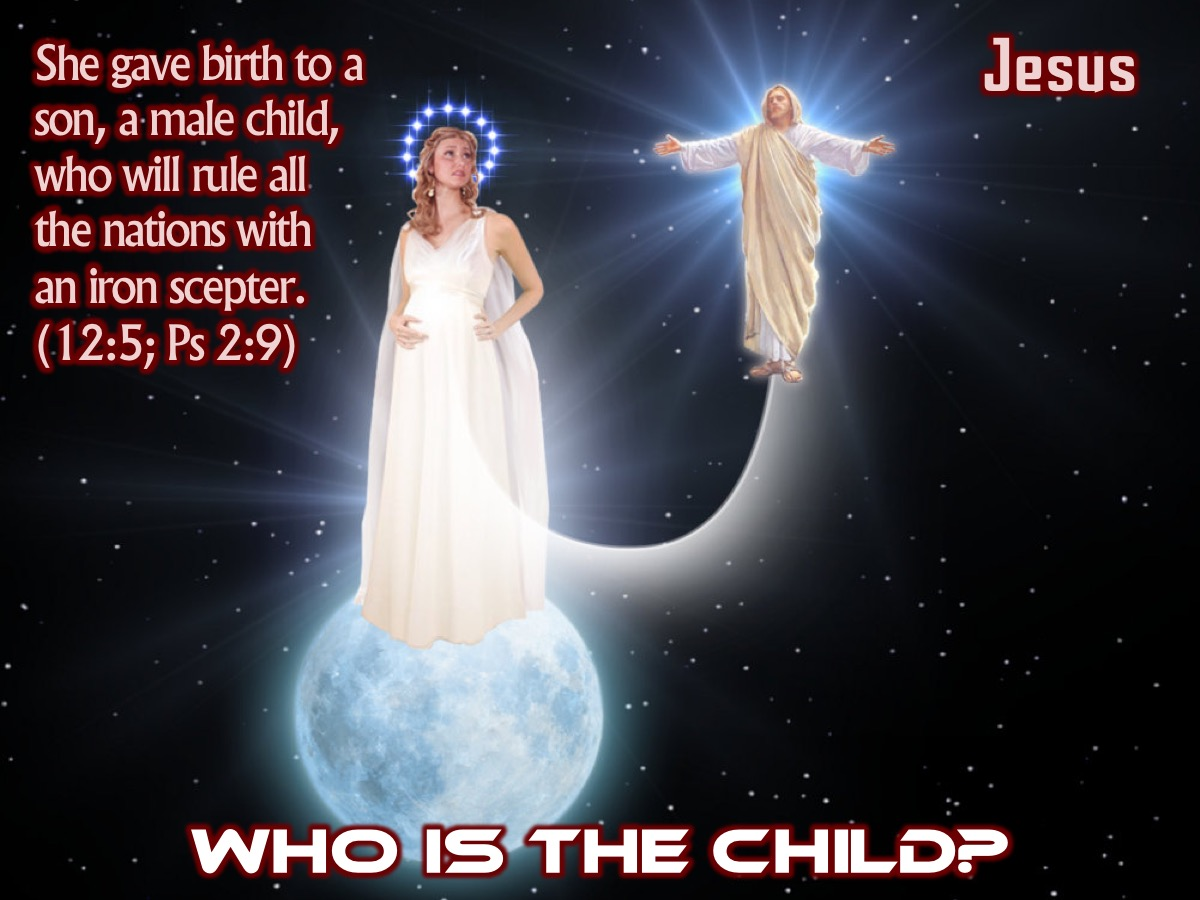 She gave birth to a
son, a male child,
who will rule all
the nations with
an iron scepter.
(12:5; Ps 2:9)
Jesus
WHO IS THE CHILD?